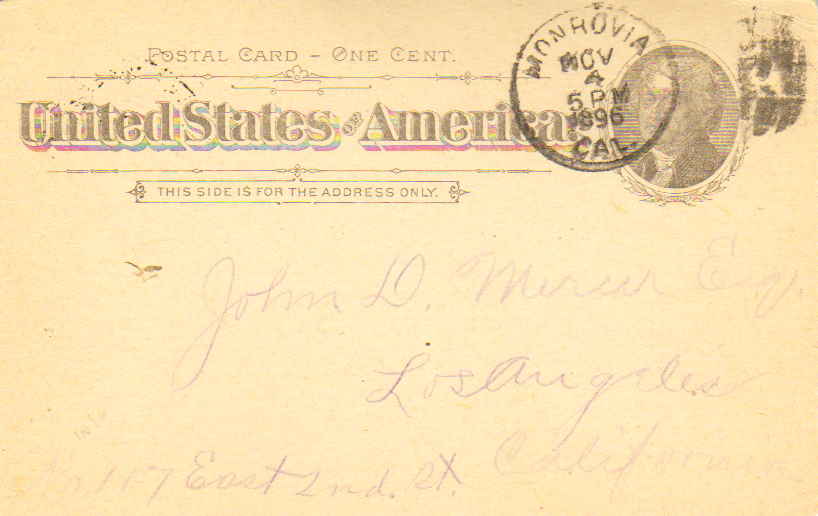 POSTAL CARD - ONE CENT.
United States OF America.
THIS SIDE IS FOR THE ADDRESS ONLY.
MONROVIA
NOV
4
5 PM
1896
CAL.
John D. Mercer Esq.
Los Angeles
California
No 107 East 2nd. St.